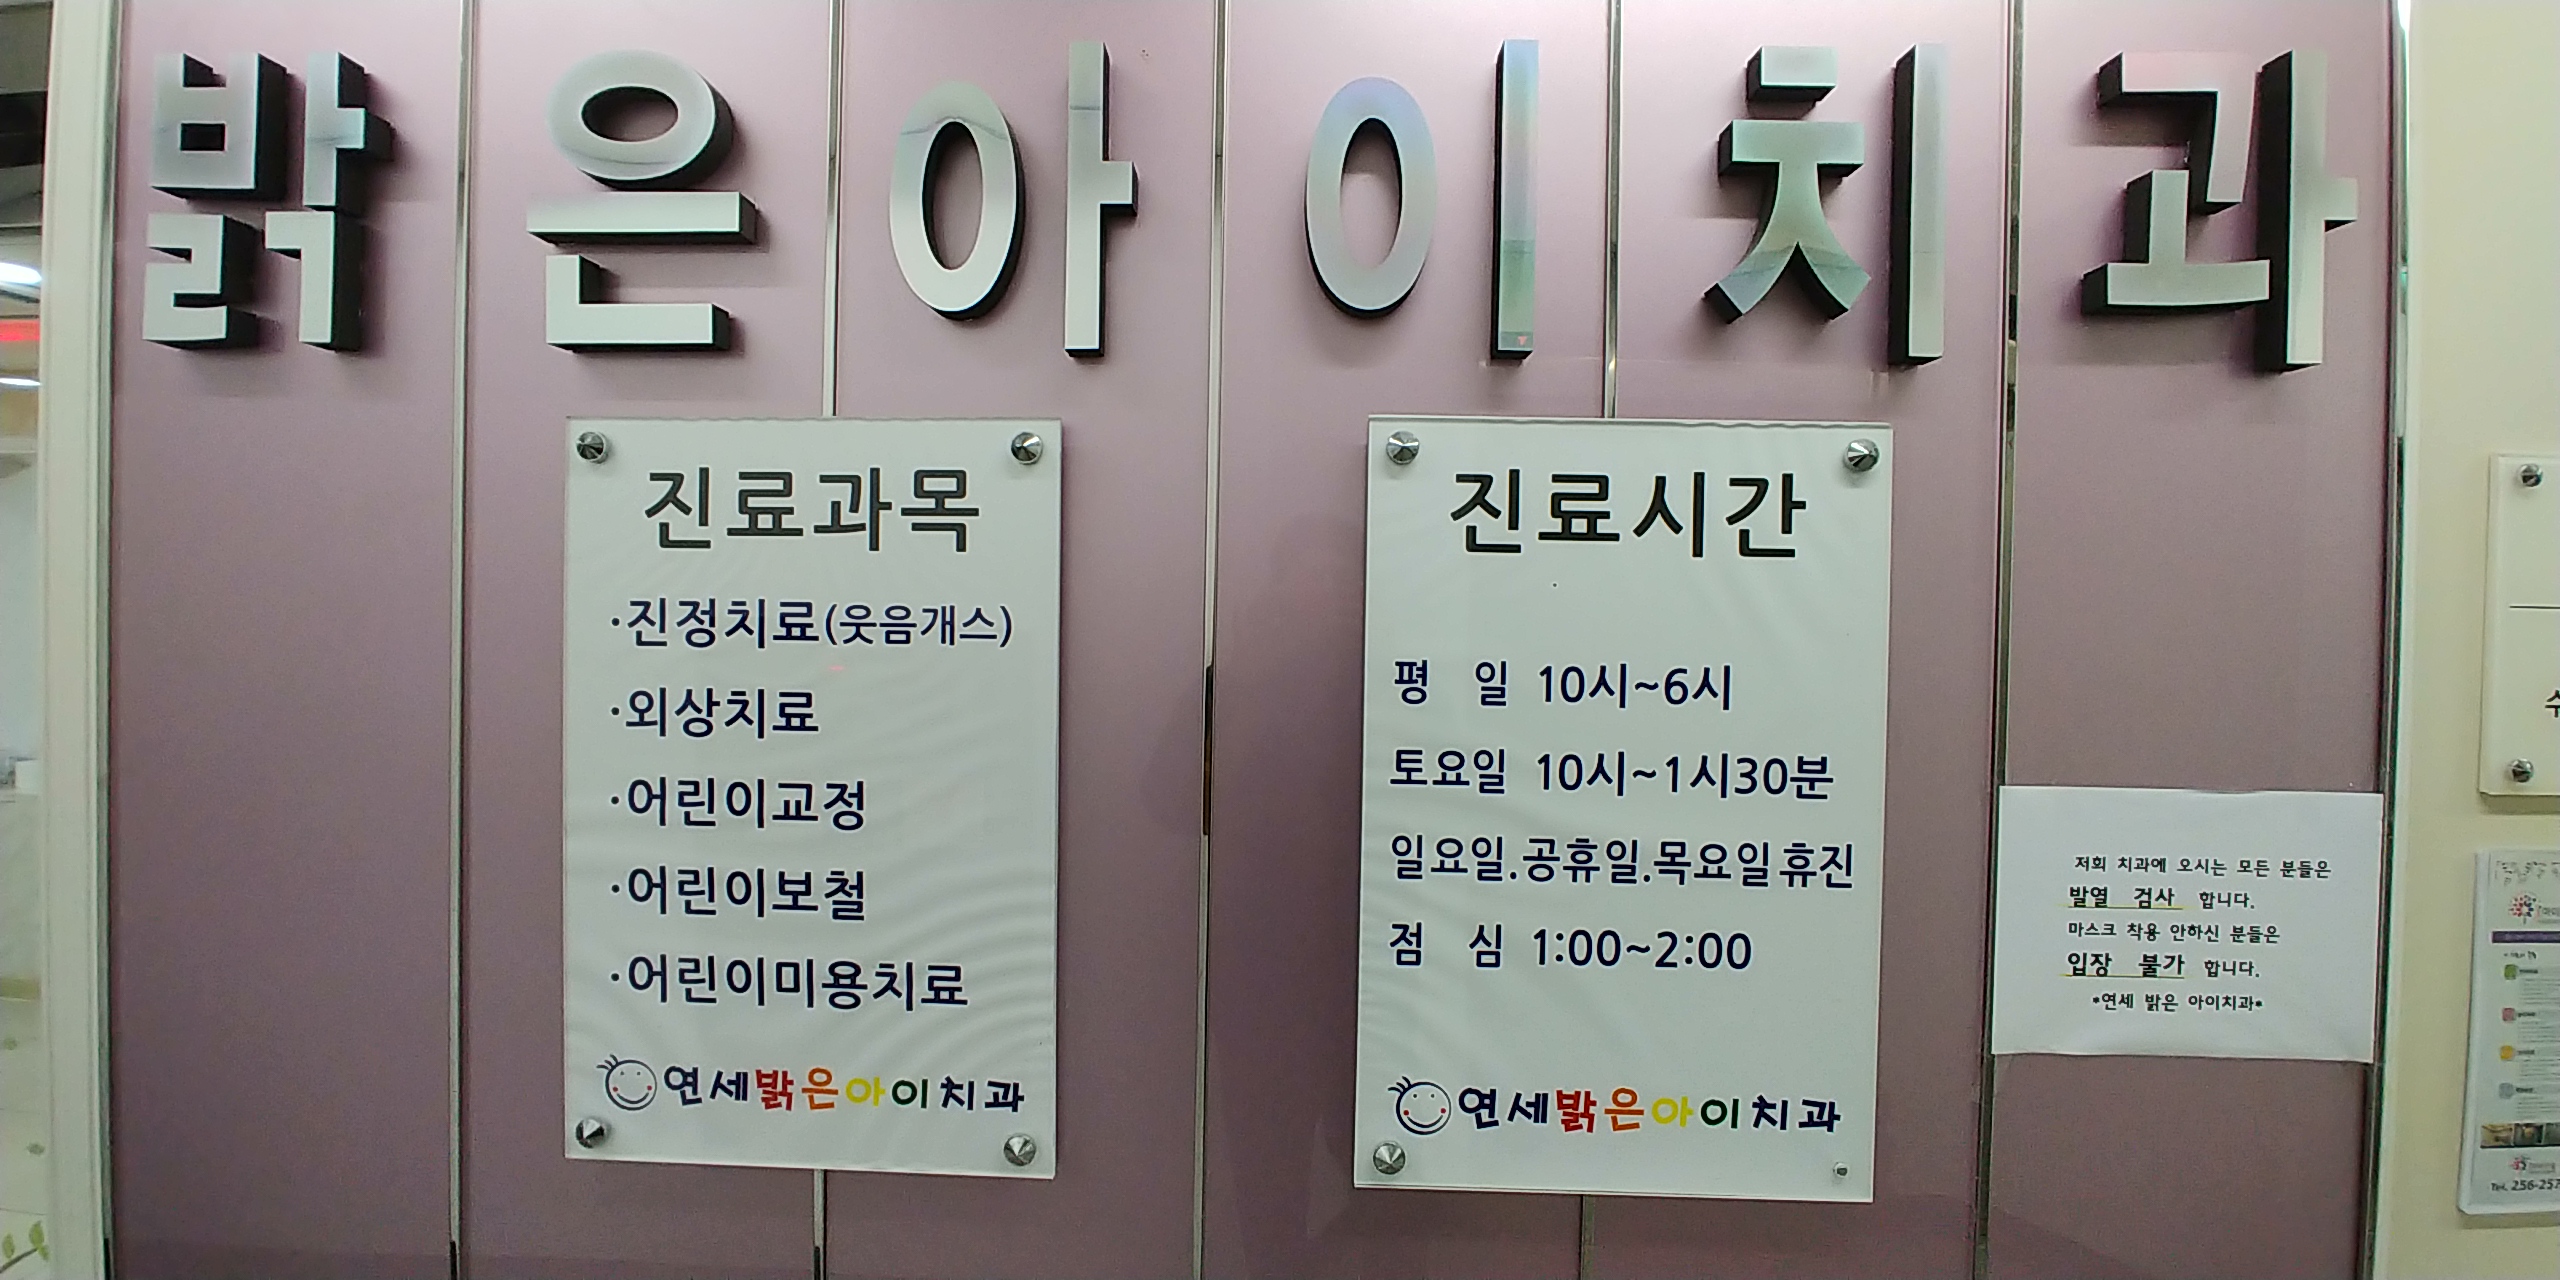 밝은아이치과
진료과목
·진정치료(웃음개스)
·외상치료
·어린이교정
·어린이보철
·어린이미용치료
연세밝은아이치과
진료시간
평 일 10시~6시
토요일 10시~1시30분
일요일.공휴일.목요일 휴진
점 심 1:00~2:00
연세밝은아이치과
저희 치과에 오시는 모든 분들은
발열 검사 합니다.
마스크 착용 안하신 분들은
입장 불가 합니다.
*연세 밝은 아이치과*
Tel. 256-257